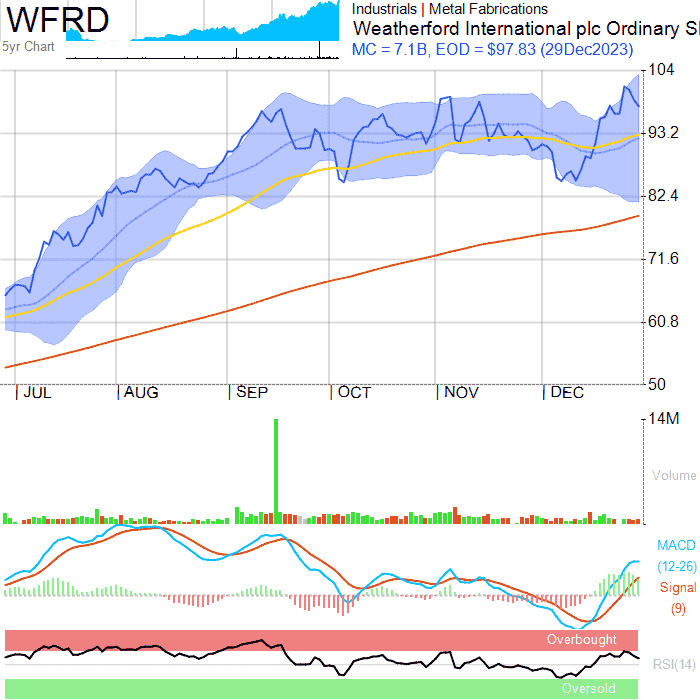 WFRD
5yr Chart
Industrials | Metal Fabrications
Weatherford International plc Ordinary S
MC = 7.1B, EOD = $97.83 (29Dec2023)
104
93.2
82.4
71.6
60.8
50
JUL AUG SEP OCT NOV DEC
14M
Volume
MACD
(12-26)
Signal
(9)
Overbought
RSI(14)
Oversold